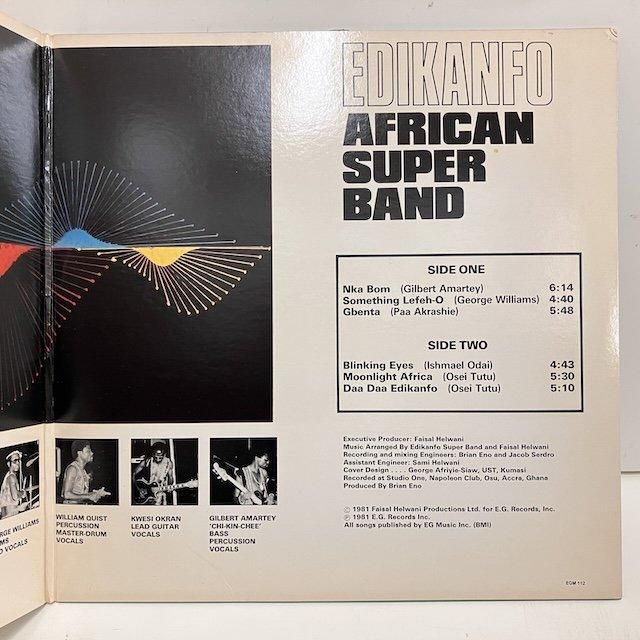 EDIKANFO
AFRICAN
SUPER
BAND
SIDE ONE
Nka Bom (Gilbert Amartey) 6:14
Something Lefeh-O (George Williams) 4:40
Gbenta (Paa Akrashie) 5:48
SIDE TWO
Blinking Eyes (Ishmael Odai) 4:43
Moonlight Africa (Osei Tutu) 5:30
Daa Daa Edikanfo (Osei Tutu) 5:10
Executive Producer: Faisal Helwani
Music Arranged By Edikanfo Super Band and Faisal Helwani
Recording and mixing Engineers: Brian Eno and Jacob Serdro
Assistant Engineer: Sami Helwani
Cover Design . . . . George Afriyie-Siaw, UST, Kumasi
Recorded at Studio One, Napoleon Club, Osu, Accra, Ghana
Produced By Brian Eno
© 1981 Faisal Helwani Productions Ltd. for E.G. Records, Inc.
℗ 1981 E.G. Records Inc.
All songs published by EG Music Inc. (BMI)
WILLIAMS
VOCALS
WILLIAM QUIST
PERCUSSION
MASTER-DRUM
VOCALS
KWESI OKRAN
LEAD GUITAR
VOCALS
GILBERT AMARTEY
'CHI-KIN-CHEE'
BASS
PERCUSSION
VOCALS
EGM 112